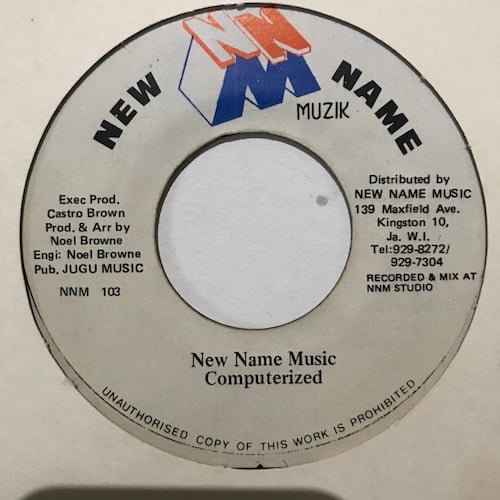 NEW NAME
NNM
MUZIK
Exec Prod.
Castro Brown
Prod. & Arr by
Noel Browne
Engi: Noel Browne
Pub. JUGU MUSIC
NNM 103
Distributed by
NEW NAME MUSIC
139 Maxfield Ave.
Kingston 10,
Ja. W.I.
Tel:929-8272/
929-7304
RECORDED & MIX AT
NNM STUDIO
New Name Music
Computerized
UNAUTHORISED COPY OF THIS WORK IS PROHIBITED